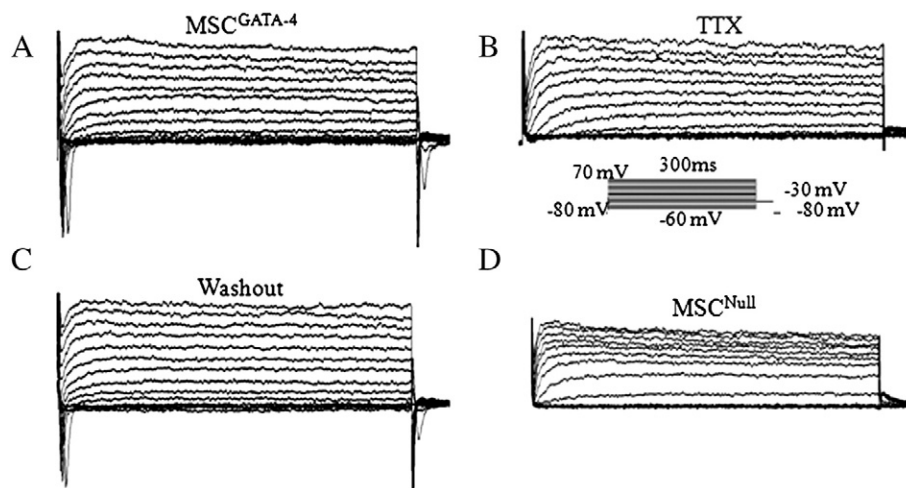 A
MSC^GATA-4
B
TTX
70 mV
300ms
-30 mV
-80 mV
-60 mV
-80 mV
C
Washout
D
MSC^Null